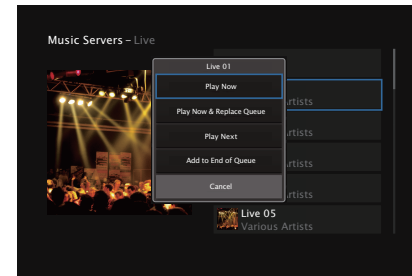 Music Servers – Live
Live 01
Play Now
Play Now & Replace Queue
Play Next
Add to End of Queue
Cancel
Artists
Artists
Artists
Artists
Live 05
Various Artists